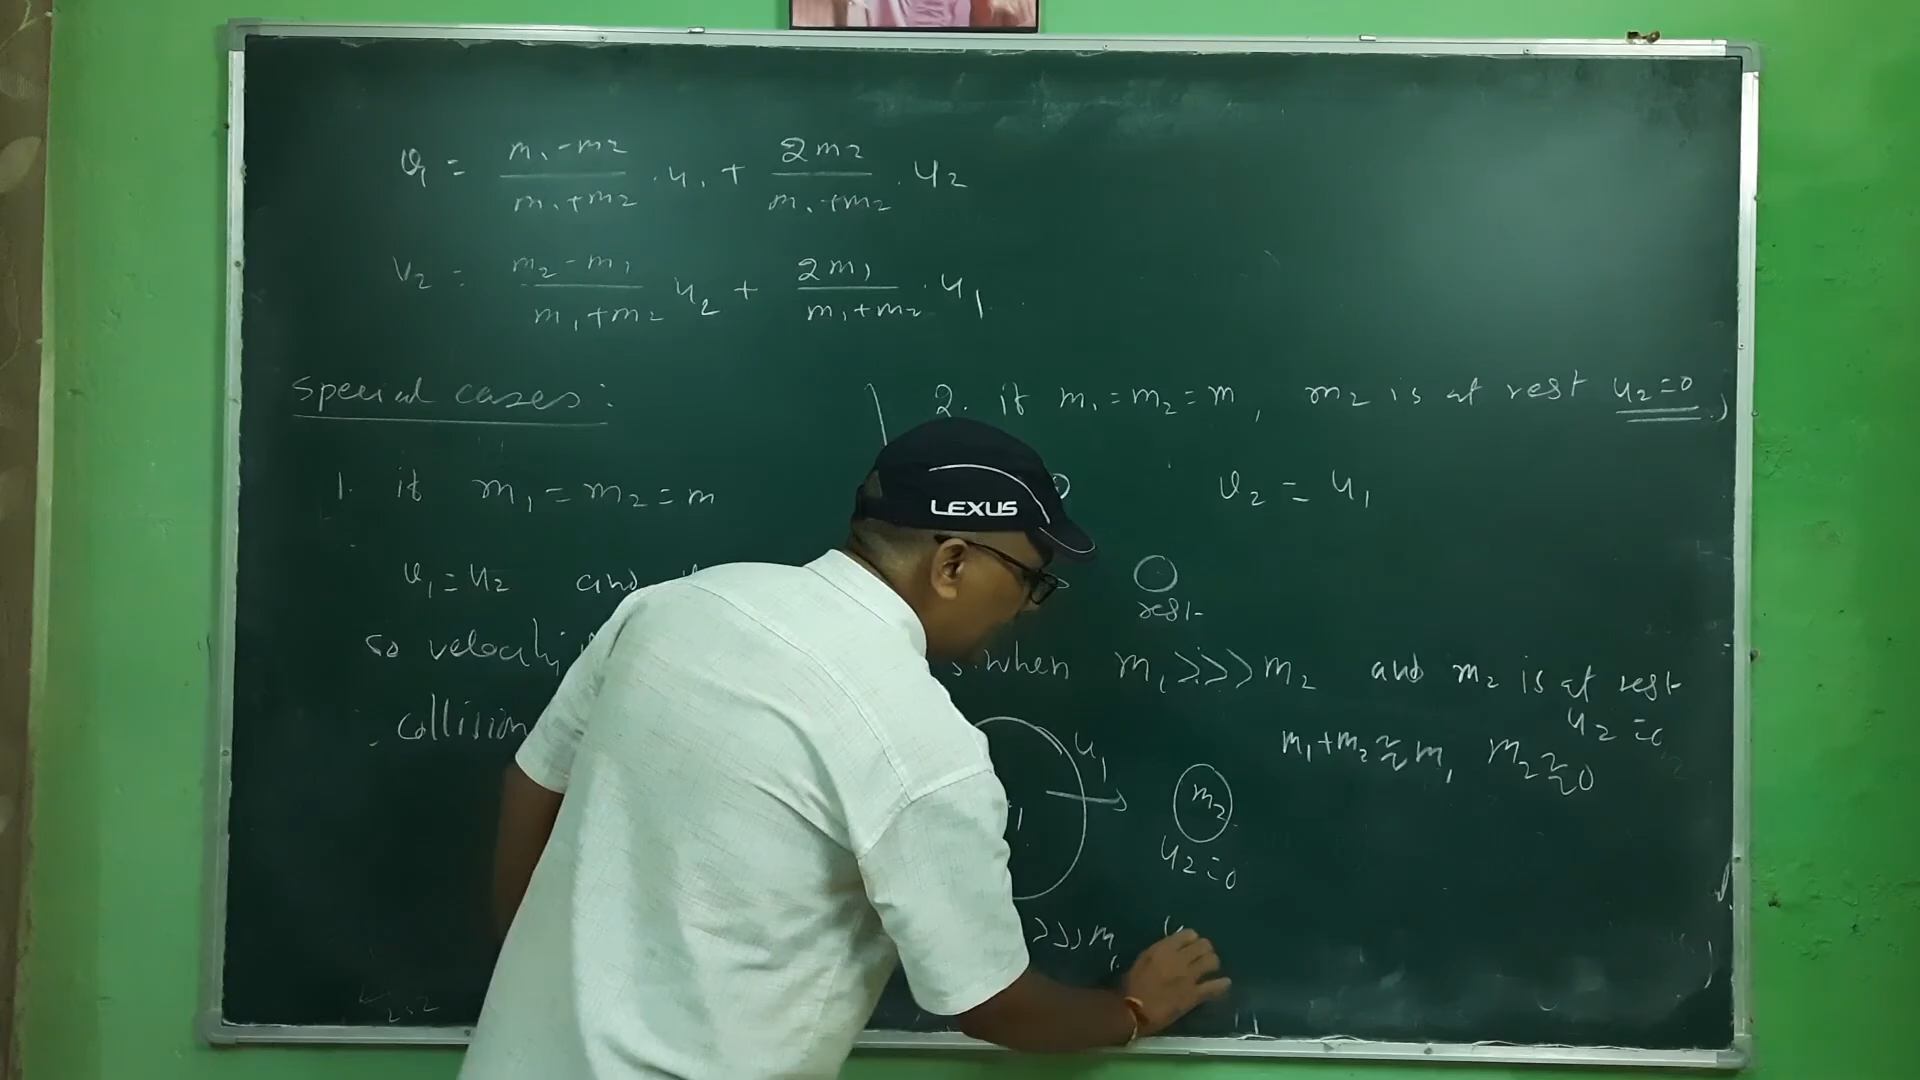 v₁ = (m₁ - m₂)/(m₁ + m₂) . u₁ + 2m₂/(m₁ + m₂) . u₂
v₂ = (m₂ - m₁)/(m₁ + m₂) u₂ + 2m₁/(m₁ + m₂) . u₁
Special cases:
1. if m₁ = m₂ = m
v₁ = u₂ and
so velocity
collision
2. if m₁ = m₂ = m, m₂ is at rest u₂ = 0
v₂ = u₁
rest
when m₁ >>> m₂ and m₂ is at rest
u₂ = 0
m₁ + m₂ ≈ m₁ m₂ ≈ 0
u₁
m₂
u₂ = 0
LEXUS